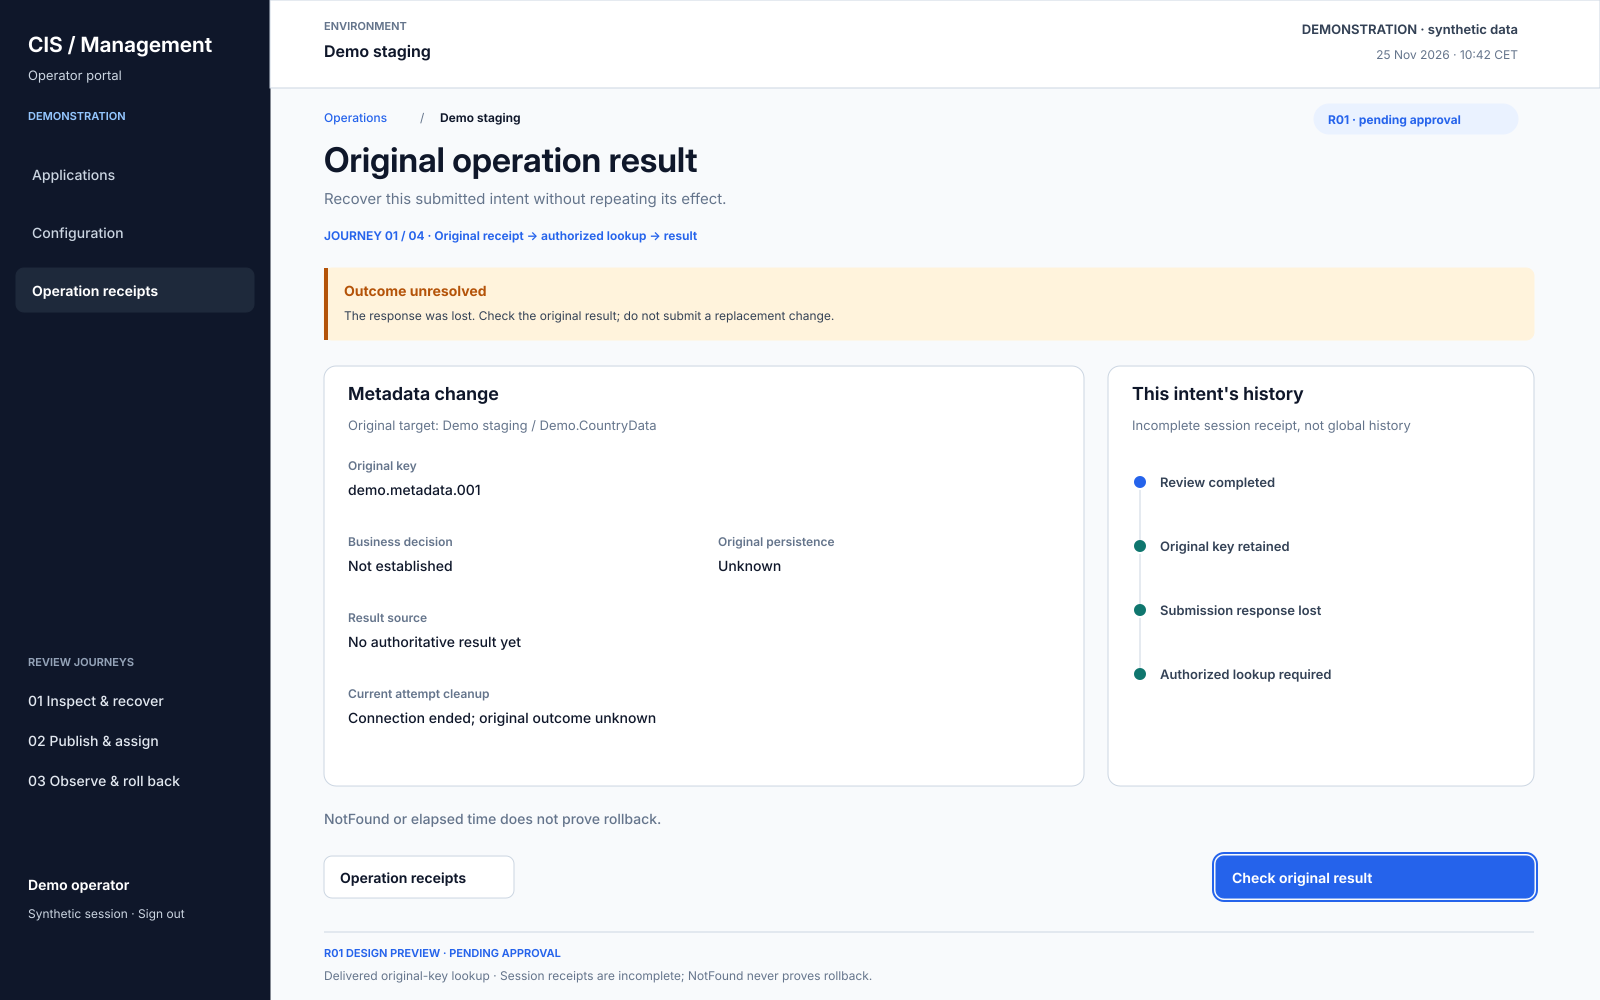 CIS / Management
Operator portal
DEMONSTRATION
Applications
Configuration
Operation receipts
REVIEW JOURNEYS
01 Inspect & recover
02 Publish & assign
03 Observe & roll back
Demo operator
Synthetic session · Sign out
ENVIRONMENT
Demo staging
DEMONSTRATION · synthetic data
25 Nov 2026 · 10:42 CET
Operations / Demo staging
R01 · pending approval
Original operation result
Recover this submitted intent without repeating its effect.
JOURNEY 01 / 04 · Original receipt → authorized lookup → result
Outcome unresolved
The response was lost. Check the original result; do not submit a replacement change.
Metadata change
Original target: Demo staging / Demo.CountryData
Original key
demo.metadata.001
Business decision
Not established
Original persistence
Unknown
Result source
No authoritative result yet
Current attempt cleanup
Connection ended; original outcome unknown
This intent's history
Incomplete session receipt, not global history
Review completed
Original key retained
Submission response lost
Authorized lookup required
NotFound or elapsed time does not prove rollback.
Operation receipts
Check original result
R01 DESIGN PREVIEW · PENDING APPROVAL
Delivered original-key lookup · Session receipts are incomplete; NotFound never proves rollback.